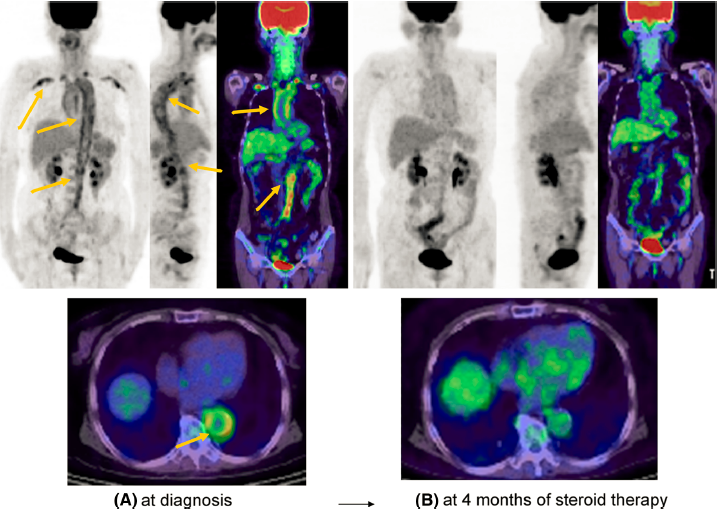 T
(A) at diagnosis
(B) at 4 months of steroid therapy